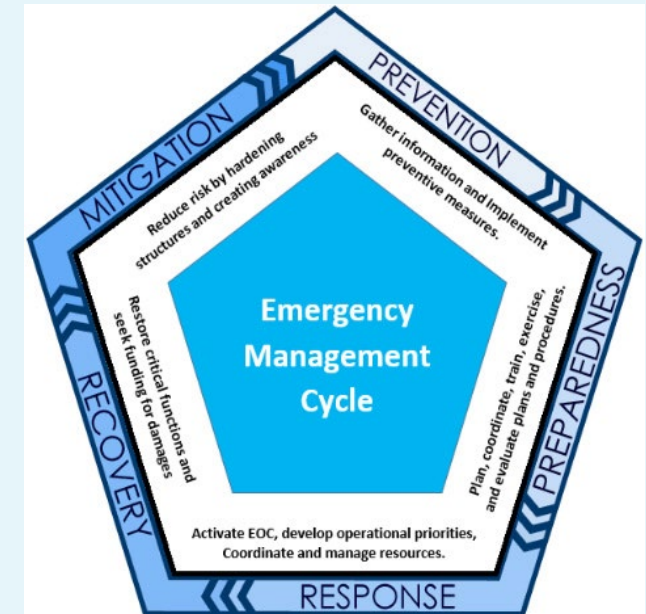 PREVENTION
Gather information and Implement
preventive measures.
PREPAREDNESS
Plan, coordinate, train, exercise,
and evaluate plans and procedures.
RESPONSE
Activate EOC, develop operational priorities,
Coordinate and manage resources.
RECOVERY
Restore critical functions and
seek funding for damages
MITIGATION
Reduce risk by hardening
structures and creating awareness
Emergency
Management
Cycle